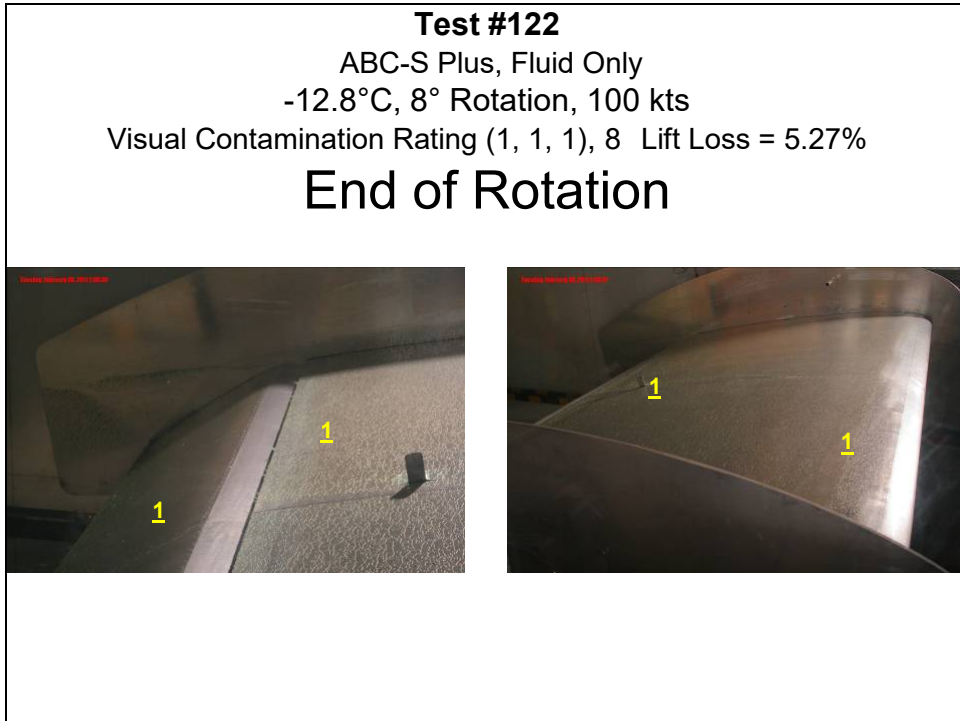 Test #122
ABC-S Plus, Fluid Only
-12.8°C, 8° Rotation, 100 kts
Visual Contamination Rating (1, 1, 1), 8 Lift Loss = 5.27%
End of Rotation
1
1
1
1